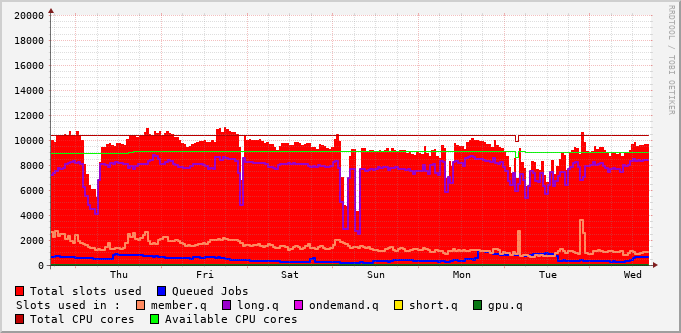 20000
18000
16000
14000
12000
10000
8000
6000
4000
2000
0
Thu Fri Sat Sun Mon Tue Wed
Total slots used Queued Jobs
Slots used in : member.q long.q ondemand.q short.q gpu.q
Total CPU cores Available CPU cores
RRDTOOL / TOBI OETIKER